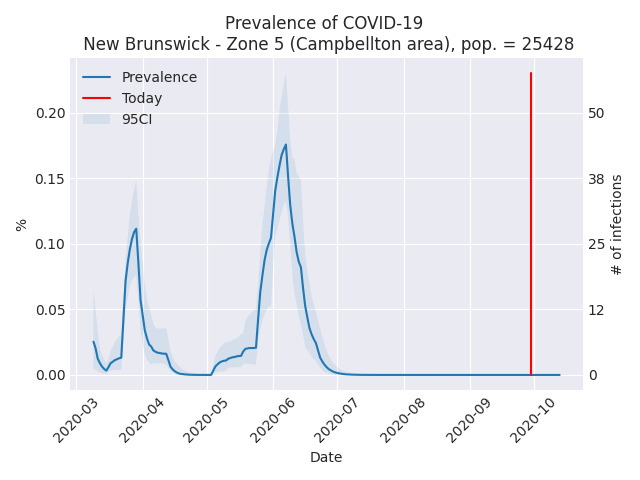 Prevalence of COVID-19
New Brunswick - Zone 5 (Campbellton area), pop. = 25428
Prevalence
Today
95CI
%
0.20
0.15
0.10
0.05
0.00
50
38
25
12
0
# of infections
2020-03
2020-04
2020-05
2020-06
2020-07
2020-08
2020-09
2020-10
Date